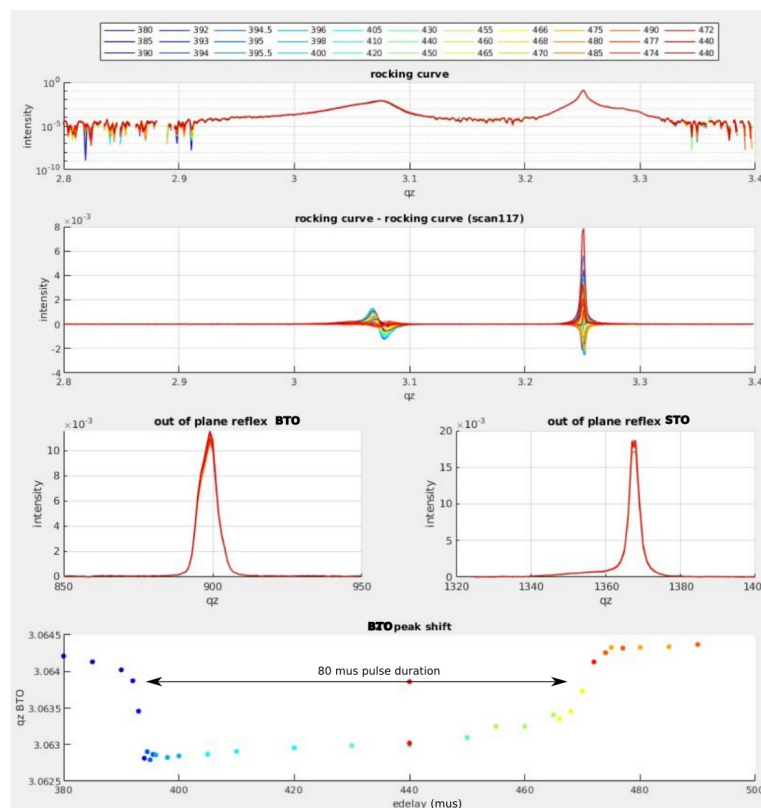 380 392 394.5 396 405 430 455 466 475 490 472
385 393 395 398 410 440 460 468 480 477 440
390 394 395.5 400 420 450 465 470 485 474 440
rocking curve
10^0
10^-5
10^-10
intensity
2.8 2.9 3 3.1 3.2 3.3 3.4
qz
rocking curve - rocking curve (scan117)
×10^-3
8
6
4
2
0
-2
-4
intensity
2.8 2.9 3 3.1 3.2 3.3 3.4
qz
out of plane reflex BTO
×10^-3
10
8
6
4
2
0
intensity
850 900 950
qz
out of plane reflex STO
×10^-3
20
15
10
5
0
intensity
1320 1340 1360 1380 1400
qz
BTO peak shift
3.0645
3.064
3.0635
3.063
3.0625
qz BTO
80 mus pulse duration
380 400 420 440 460 480 500
edelay (mus)